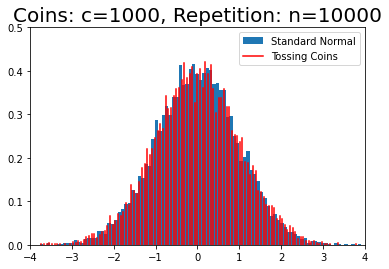 Coins: c=1000, Repetition: n=10000
0.5
0.4
0.3
0.2
0.1
0.0
Standard Normal
Tossing Coins
−4 −3 −2 −1 0 1 2 3 4